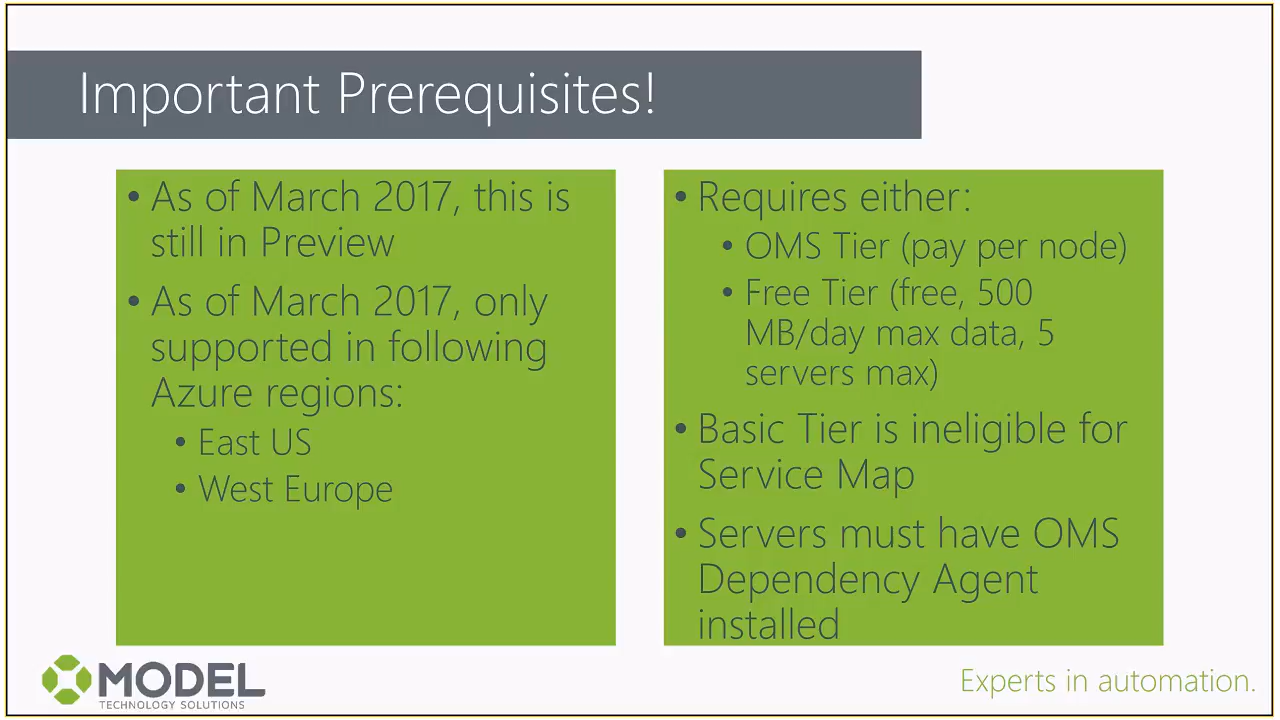 Important Prerequisites!
• As of March 2017, this is
still in Preview
• As of March 2017, only
supported in following
Azure regions:
• East US
• West Europe
• Requires either:
• OMS Tier (pay per node)
• Free Tier (free, 500
MB/day max data, 5
servers max)
• Basic Tier is ineligible for
Service Map
• Servers must have OMS
Dependency Agent
installed
MODEL
TECHNOLOGY SOLUTIONS
Experts in automation.